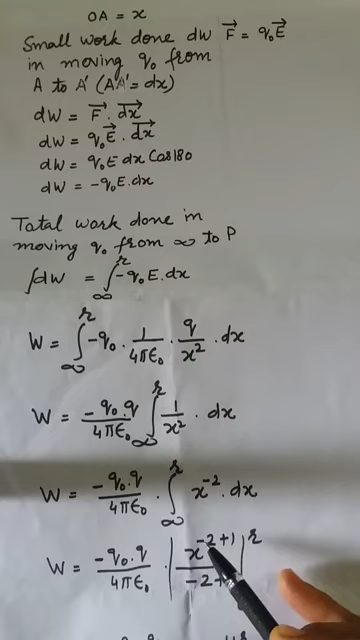 OA = x
Small work done dw F⃗ = q₀E⃗
in moving q₀ from
A to A' (AA' = dx)
dw = F⃗ . dx⃗
dw = q₀E⃗ . dx⃗
dw = q₀E dx Cos180
dw = -q₀E.dx
Total work done in
moving q₀ from ∞ to P
∫dw = ∫_∞^r -q₀E.dx
W = ∫_∞^r -q₀ . 1/4πε₀ . q/x² . dx
W = -q₀.q/4πε₀ ∫_∞^r 1/x² . dx
W = -q₀.q/4πε₀ . ∫_∞^r x⁻² . dx
W = -q₀.q/4πε₀ . |x⁻²⁺¹/-2+|^r